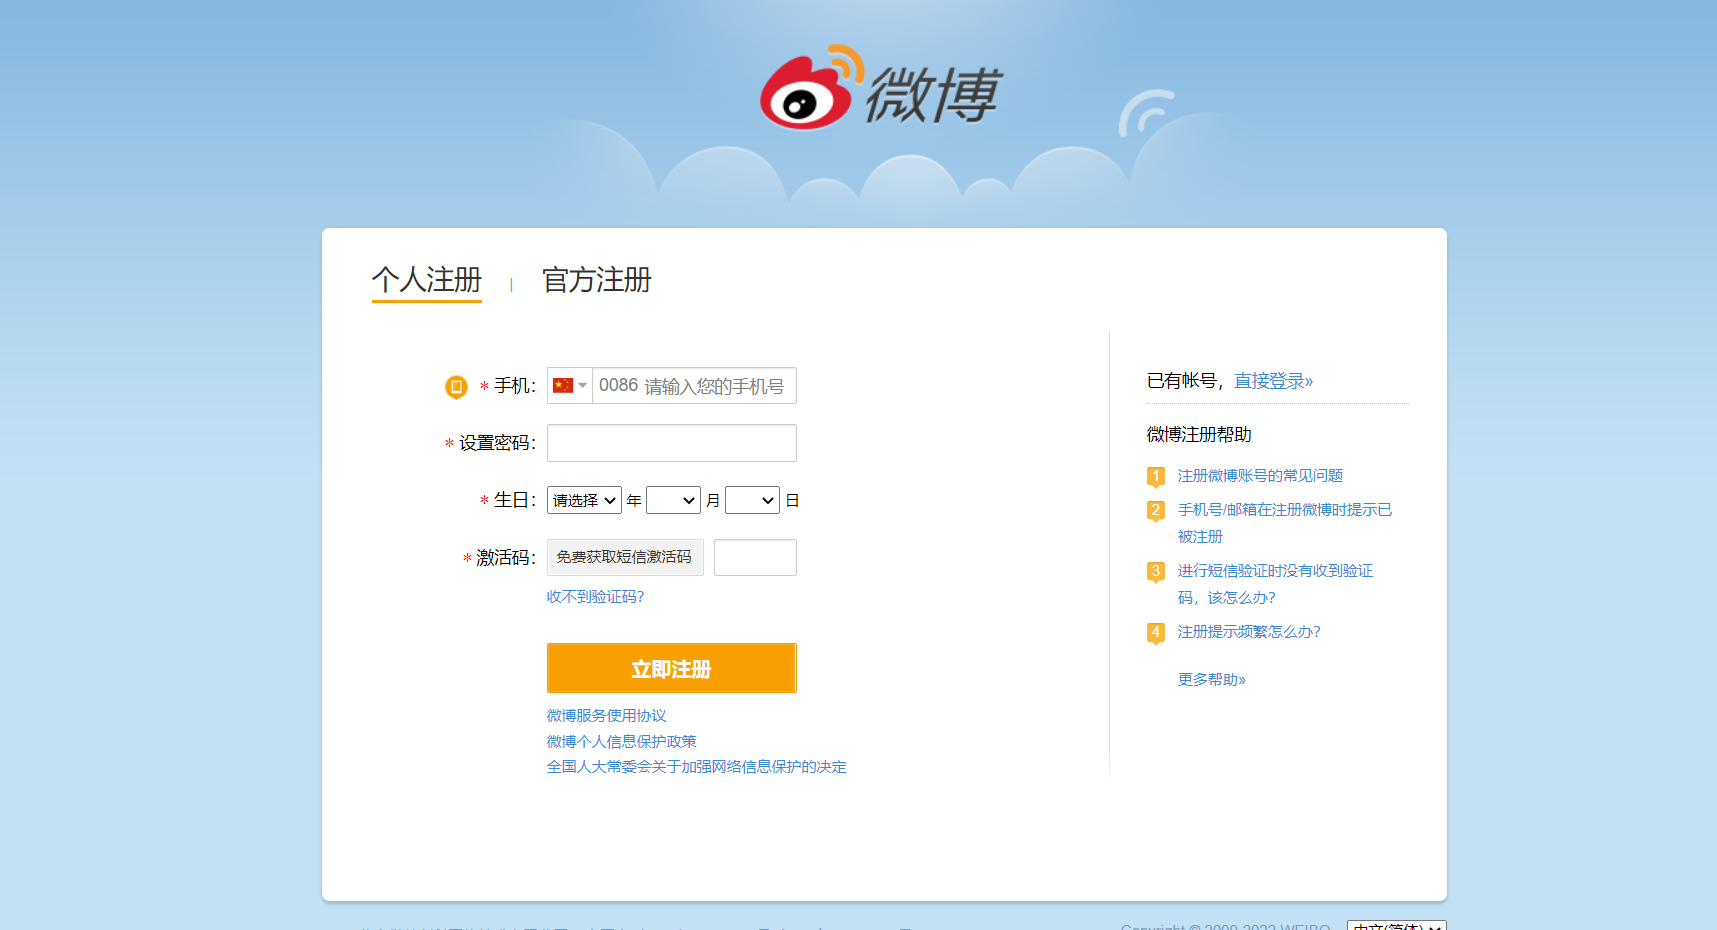 微博
个人注册 | 官方注册
* 手机： 0086 请输入您的手机号
* 设置密码：
* 生日： 请选择 年 月 日
* 激活码： 免费获取短信激活码
收不到验证码?
立即注册
微博服务使用协议
微博个人信息保护政策
全国人大常委会关于加强网络信息保护的决定
已有帐号，直接登录»
微博注册帮助
1 注册微博账号的常见问题
2 手机号/邮箱在注册微博时提示已
被注册
3 进行短信验证时没有收到验证
码，该怎么办?
4 注册提示频繁怎么办?
更多帮助»
Copyright © 2009-2022 WEIBO 中文(简体)